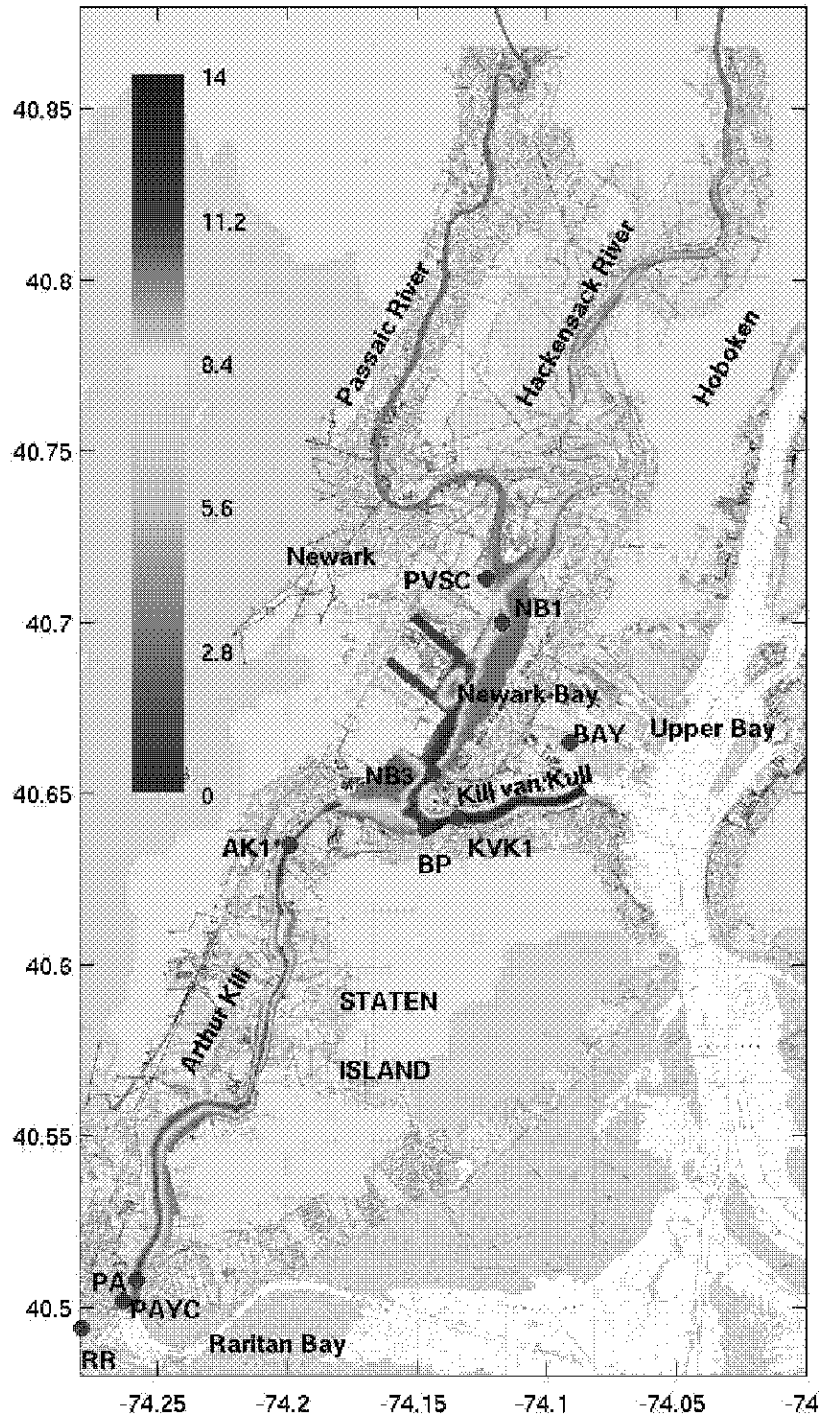 14
40.85
11.2
Hackensack River
40.8
Passaic River
Hoboken
8.4
40.75
5.6
Newark
PVSC
NB1
40.7
2.8
Newark Bay
Upper Bay
BAY
NB3
Kill van Kull
40.65
0
AK1
KVK1
BP
40.6
STATEN
Arthur Kill
ISLAND
40.55
PA
PAYC
40.5
Raritan Bay
RR
-74.25
-74.2
-74.15
-74.1
-74.05
-74